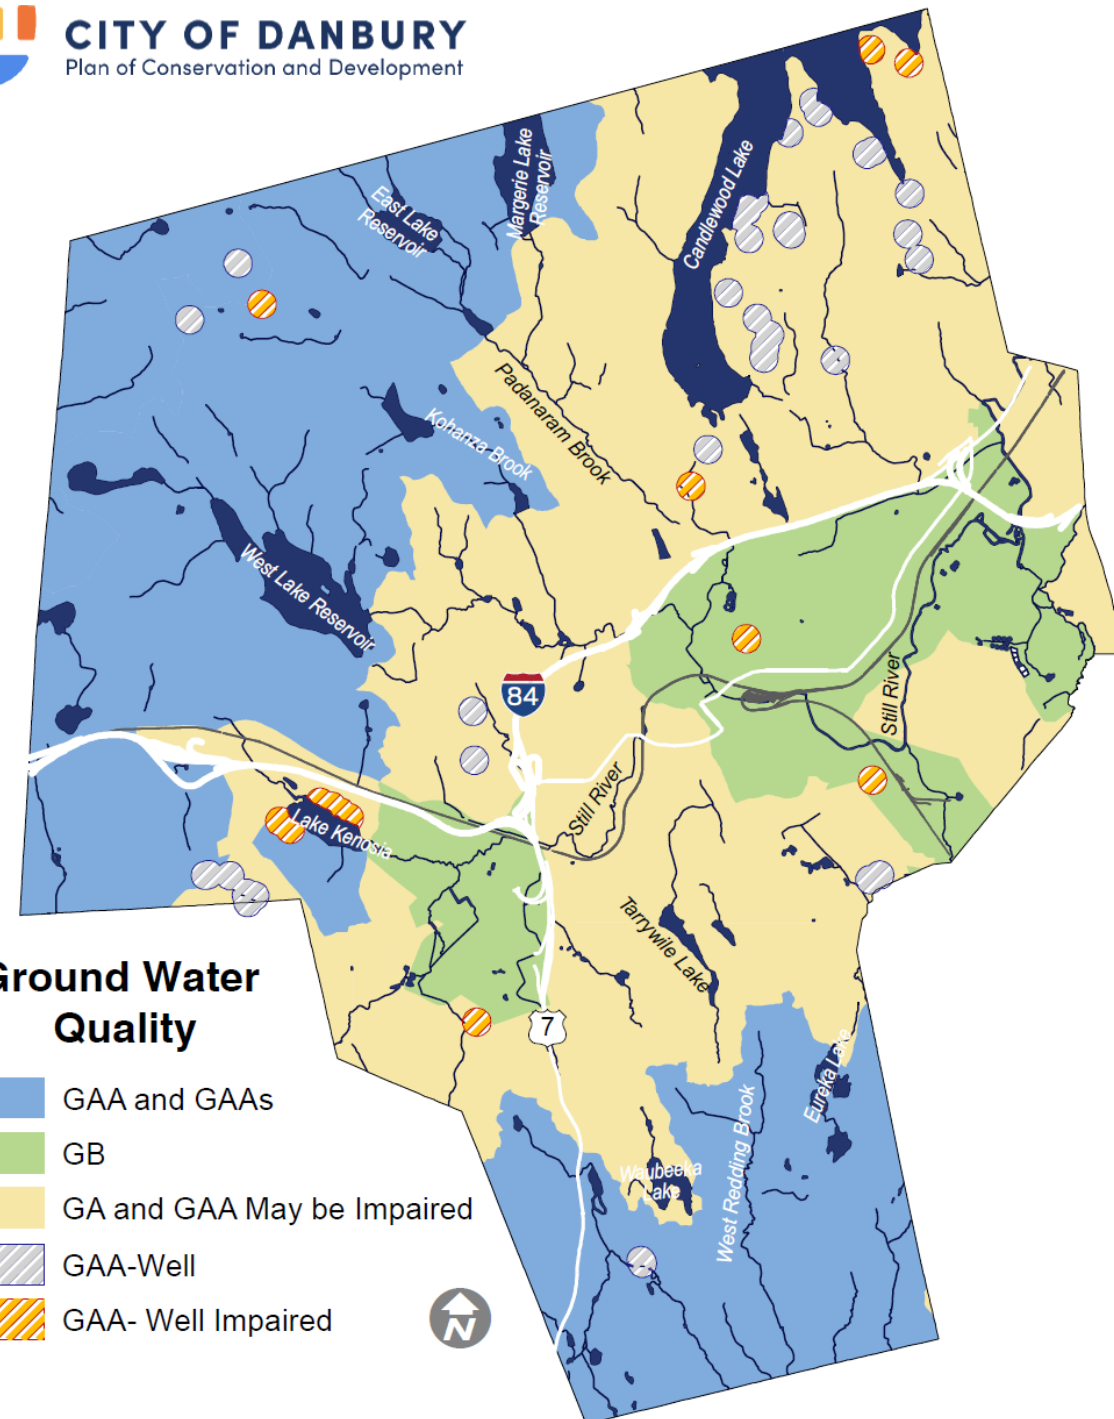 CITY OF DANBURY
Plan of Conservation and Development
East Lake
Reservoir
Margerie Lake
Reservoir
Candlewood Lake
Padanaram Brook
Kohanza Brook
West Lake Reservoir
84
Still River
Still River
Lake Kenosia
Tarrywile Lake
7
Eureka Lake
West Redding Brook
Waubeeka
Lake
Ground Water
Quality
GAA and GAAs
GB
GA and GAA May be Impaired
GAA-Well
GAA- Well Impaired
N